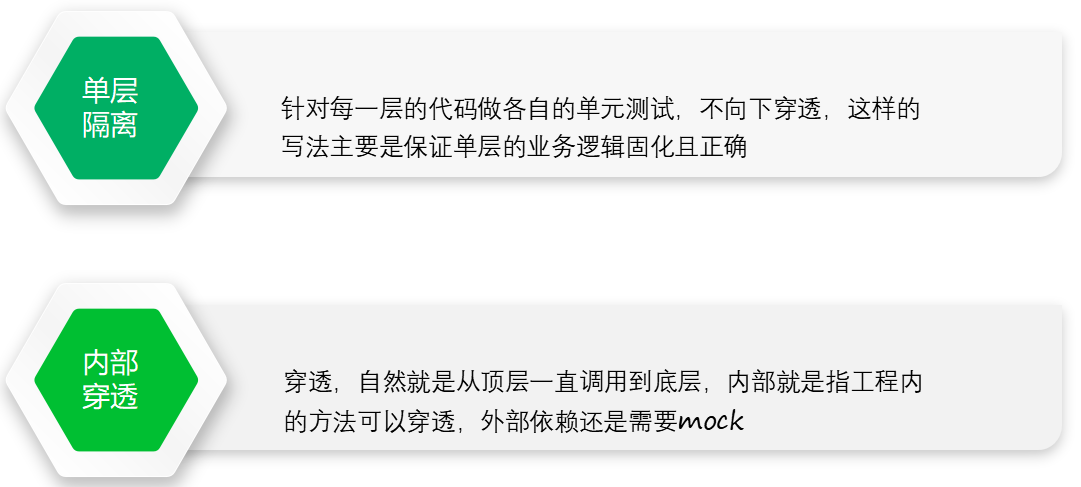 单层
隔离
针对每一层的代码做各自的单元测试，不向下穿透，这样的
写法主要是保证单层的业务逻辑固化且正确
内部
穿透
穿透，自然就是从顶层一直调用到底层，内部就是指工程内
的方法可以穿透，外部依赖还是需要mock